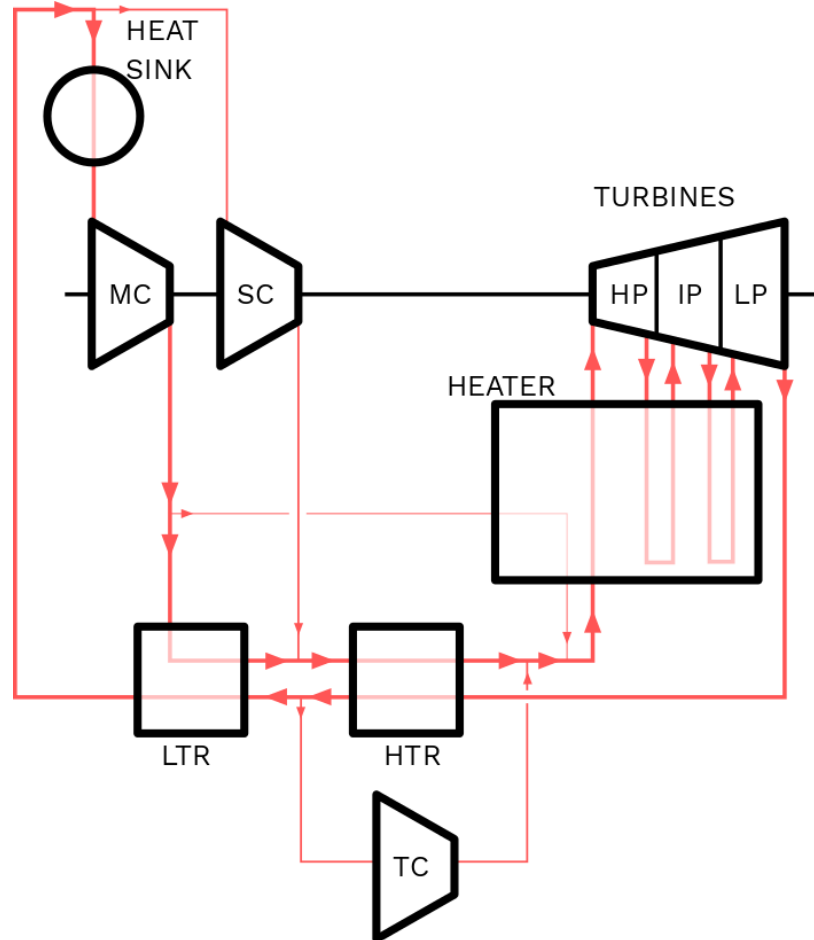 HEAT
SINK
TURBINES
MC
SC
HP
IP
LP
HEATER
LTR
HTR
TC